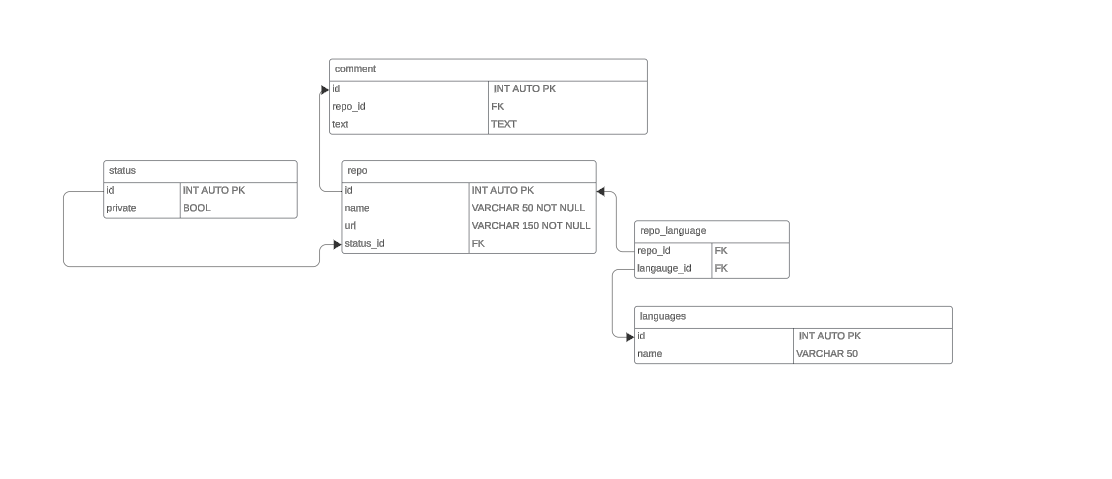 comment
id INT AUTO PK
repo_id FK
text TEXT
status
id INT AUTO PK
private BOOL
repo
id INT AUTO PK
name VARCHAR 50 NOT NULL
url VARCHAR 150 NOT NULL
status_id FK
repo_language
repo_id FK
langauge_id FK
languages
id INT AUTO PK
name VARCHAR 50